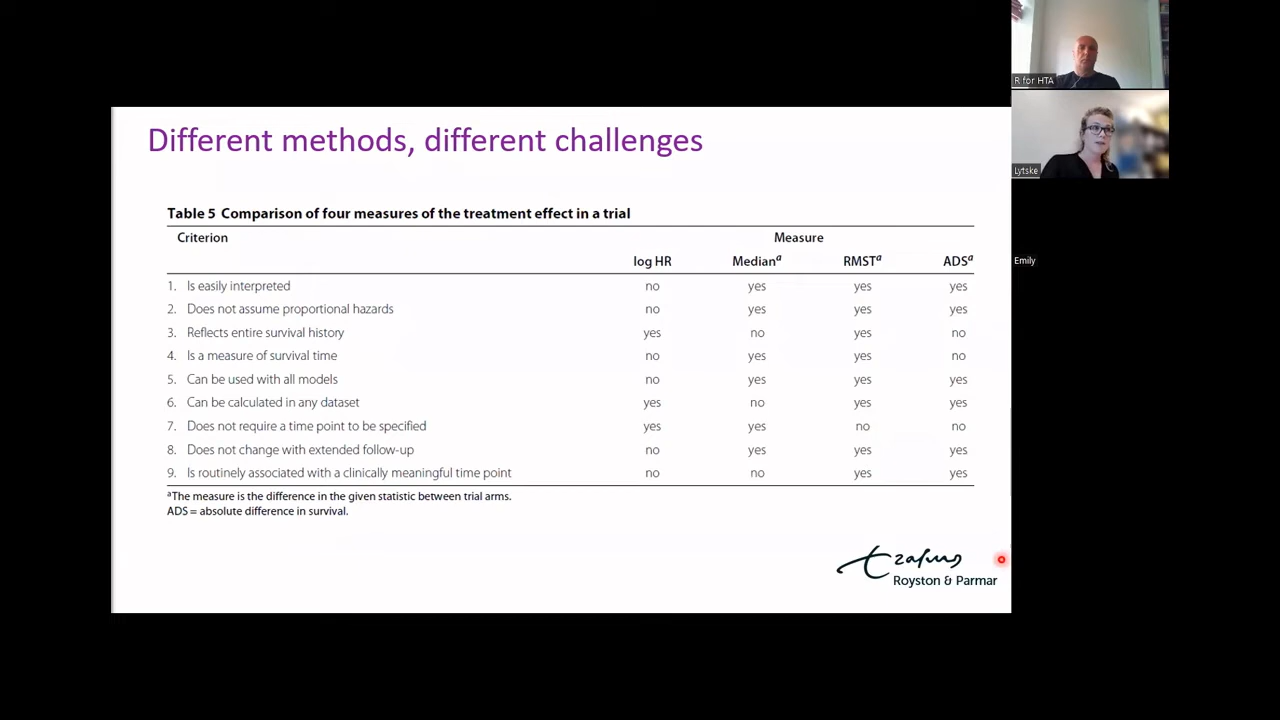 Different methods, different challenges
Table 5 Comparison of four measures of the treatment effect in a trial
Criterion Measure
log HR Medianª RMSTª ADSª
1. Is easily interpreted no yes yes yes
2. Does not assume proportional hazards no yes yes yes
3. Reflects entire survival history yes no yes no
4. Is a measure of survival time no yes yes no
5. Can be used with all models no yes yes yes
6. Can be calculated in any dataset yes no yes yes
7. Does not require a time point to be specified yes yes no no
8. Does not change with extended follow-up no yes yes yes
9. Is routinely associated with a clinically meaningful time point no no yes yes
ªThe measure is the difference in the given statistic between trial arms.
ADS = absolute difference in survival.
Erasmus
Royston & Parmar
R for HTA
Lytske
Emily